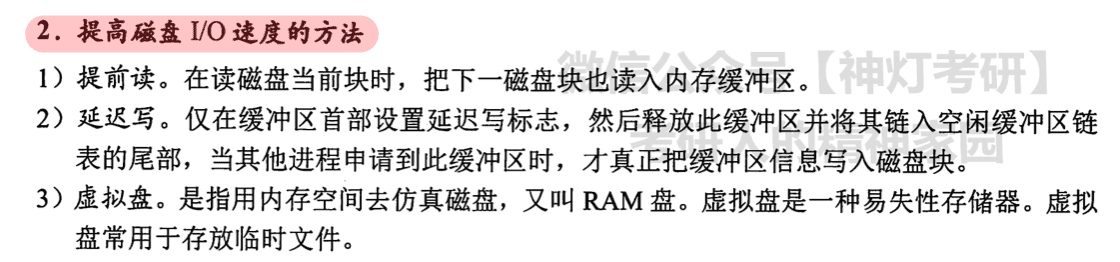 2．提高磁盘 I/O 速度的方法
微信公众号【神灯考研】
1）提前读。在读磁盘当前块时，把下一磁盘块也读入内存缓冲区。
2）延迟写。仅在缓冲区首部设置延迟写标志，然后释放此缓冲区并将其链入空闲缓冲区链
考研人的精神家园
表的尾部，当其他进程申请到此缓冲区时，才真正把缓冲区信息写入磁盘块。
3）虚拟盘。是指用内存空间去仿真磁盘，又叫 RAM 盘。虚拟盘是一种易失性存储器。虚拟
盘常用于存放临时文件。